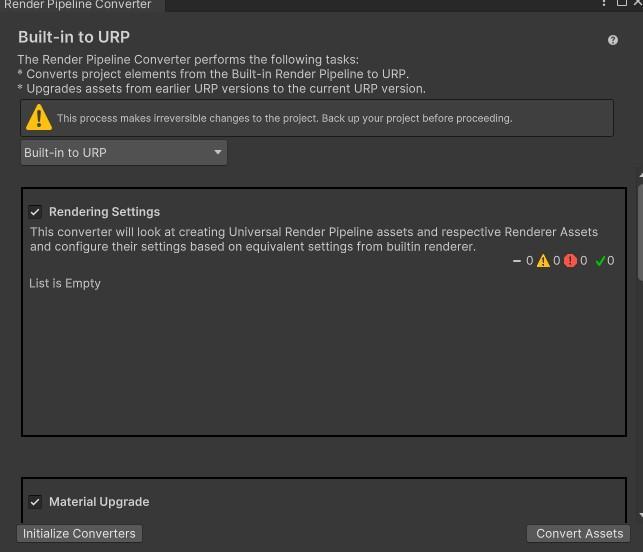 Render Pipeline Converter
Built-in to URP
The Render Pipeline Converter performs the following tasks:
* Converts project elements from the Built-in Render Pipeline to URP.
* Upgrades assets from earlier URP versions to the current URP version.
This process makes irreversible changes to the project. Back up your project before proceeding.
Built-in to URP
Rendering Settings
This converter will look at creating Universal Render Pipeline assets and respective Renderer Assets
and configure their settings based on equivalent settings from builtin renderer.
0 0 0 0
List is Empty
Material Upgrade
Initialize Converters Convert Assets